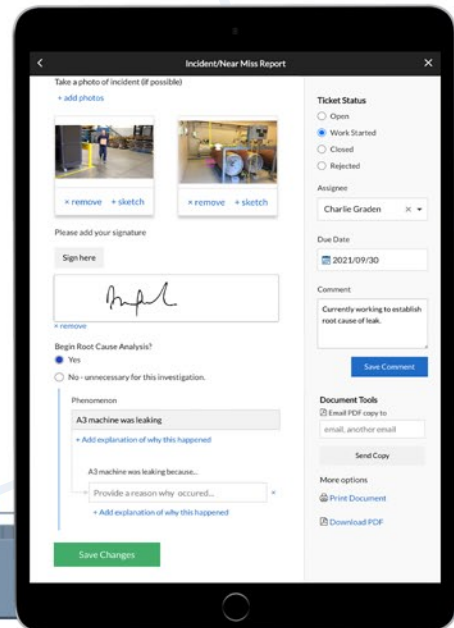 Incident/Near Miss Report
Take a photo of incident (if possible)
+ add photos
× remove + sketch
× remove + sketch
Please add your signature
Sign here
× remove
Begin Root Cause Analysis?
Yes
No - unnecessary for this investigation.
Phenomenon
A3 machine was leaking
+ Add explanation of why this happened
A3 machine was leaking because...
Provide a reason why occured...
×
+ Add explanation of why this happened
Save Changes
Ticket Status
Open
Work Started
Closed
Rejected
Assignee
Charlie Graden ×
Due Date
2021/09/30
Comment
Currently working to establish
root cause of leak.
Save Comment
Document Tools
Email PDF copy to
email, another email
Send Copy
More options
Print Document
Download PDF